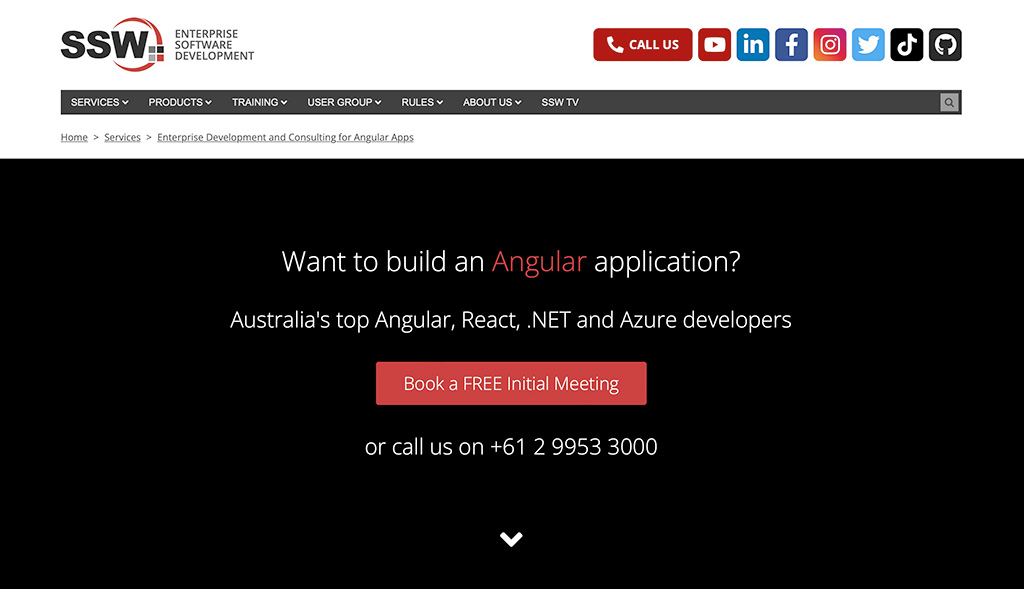 SSW
ENTERPRISE
SOFTWARE
DEVELOPMENT
CALL US
SERVICES
PRODUCTS
TRAINING
USER GROUP
RULES
ABOUT US
SSW TV
Home > Services > Enterprise Development and Consulting for Angular Apps
Want to build an Angular application?
Australia's top Angular, React, .NET and Azure developers
Book a FREE Initial Meeting
or call us on +61 2 9953 3000